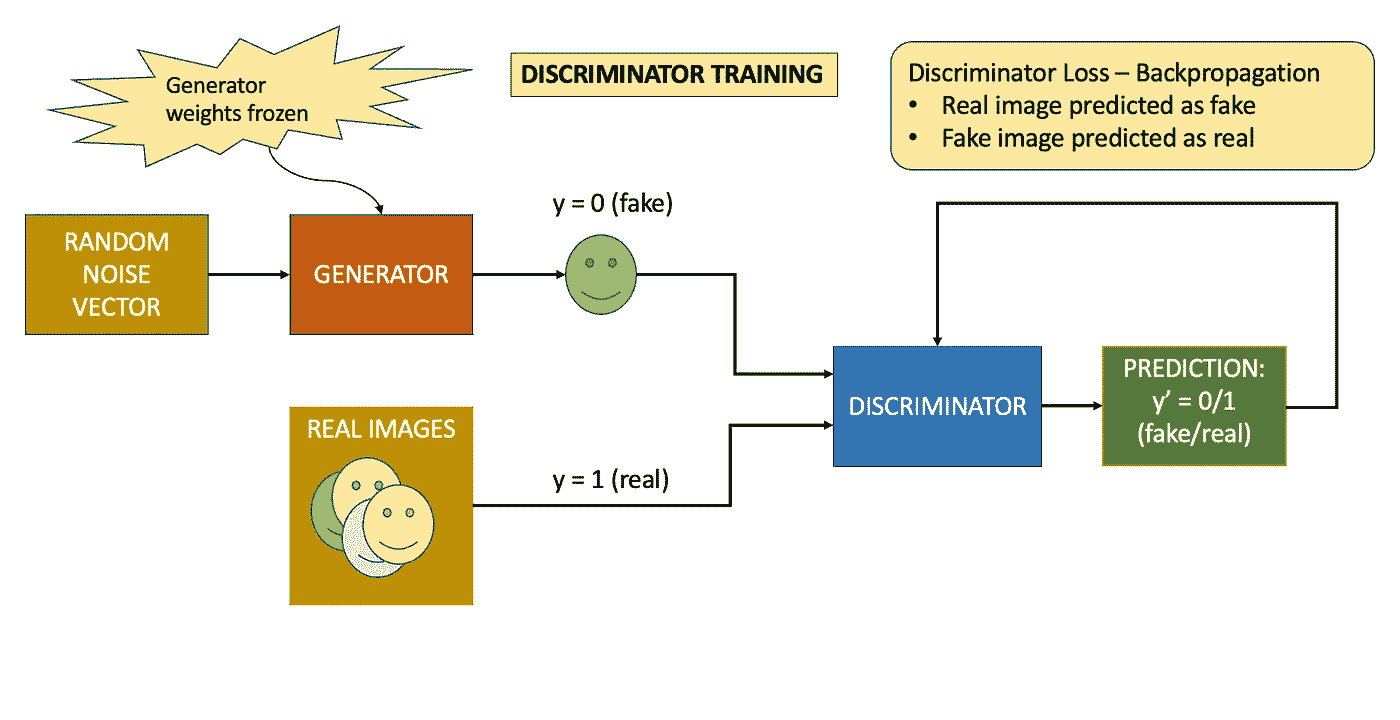 Generator
weights frozen
DISCRIMINATOR TRAINING
Discriminator Loss – Backpropagation
• Real image predicted as fake
• Fake image predicted as real
y = 0 (fake)
RANDOM
NOISE
VECTOR
GENERATOR
DISCRIMINATOR
PREDICTION:
y’ = 0/1
(fake/real)
REAL IMAGES
y = 1 (real)